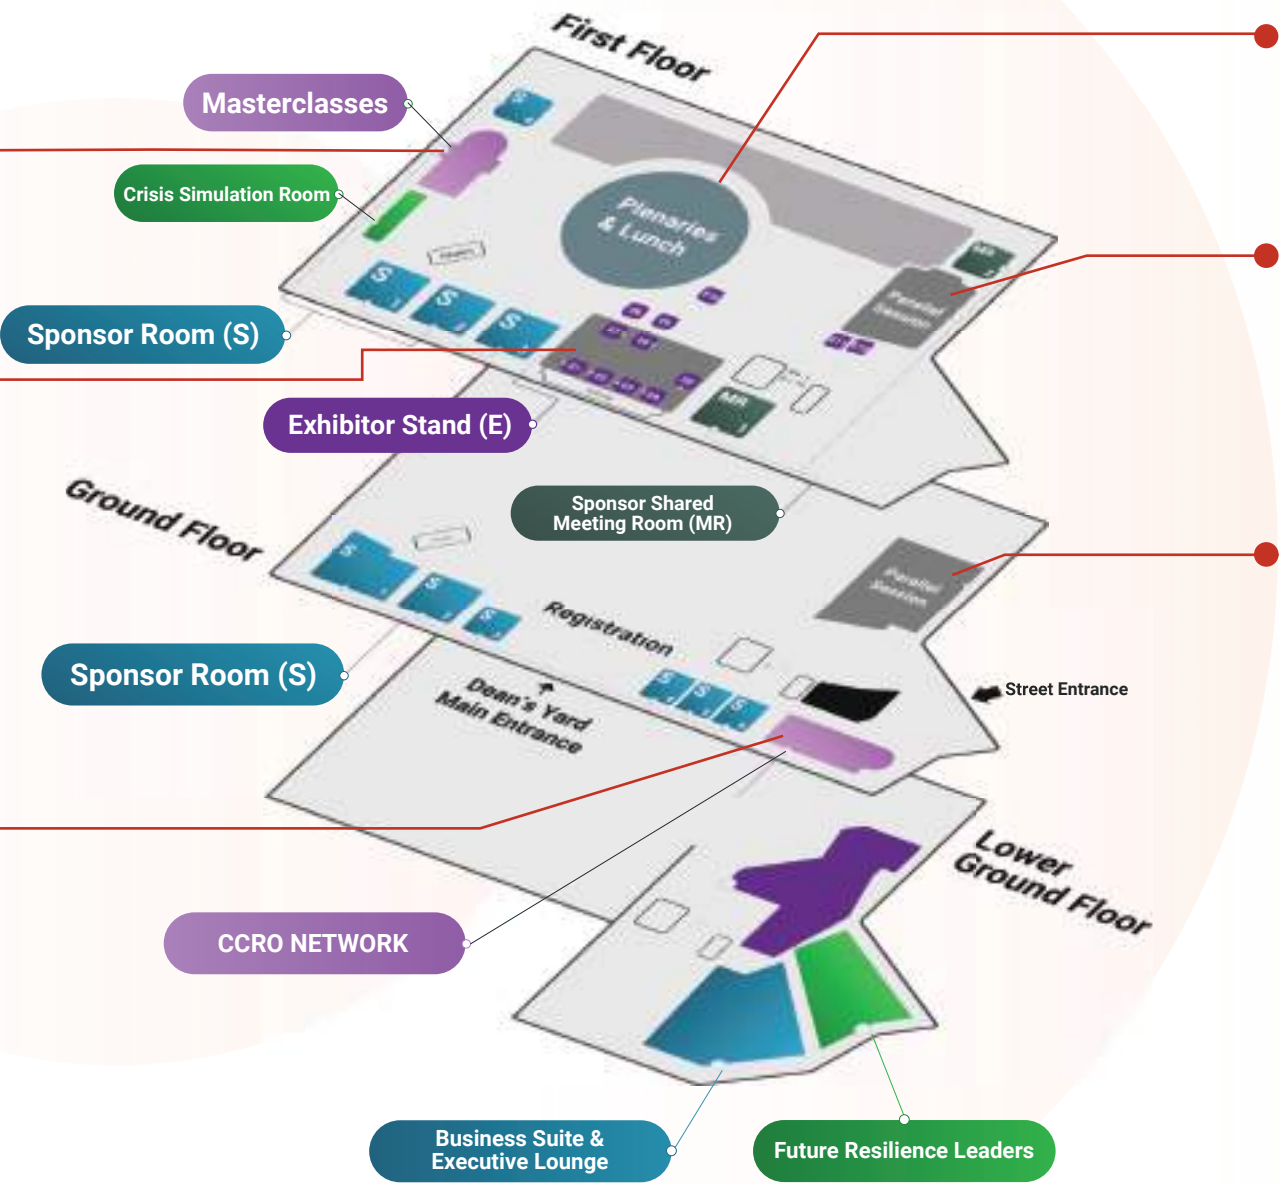 First Floor
Masterclasses
S
Crisis Simulation Room
Plenaries
& Lunch
MR
Parallel
Session
S
S
S
Sponsor Room (S)
MR
Exhibitor Stand (E)
Ground Floor
Sponsor Shared
Meeting Room (MR)
S
S
S
Parallel
Session
Registration
Sponsor Room (S)
S
S
S
Street Entrance
Dean's Yard
Main Entrance
Lower
Ground Floor
CCRO NETWORK
Business Suite &
Executive Lounge
Future Resilience Leaders